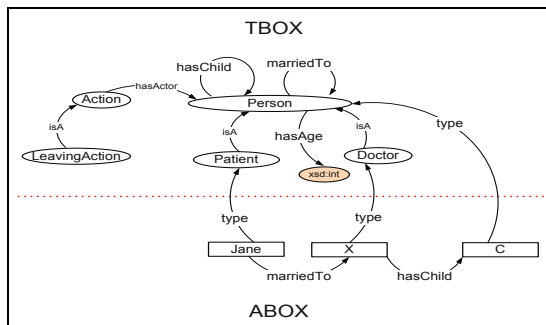 TBOX
hasChild
marriedTo
Action
hasActor
Person
isA
isA
hasAge
isA
type
LeavingAction
Patient
Doctor
xsd:int
type
type
Jane
X
C
marriedTo
hasChild
ABOX